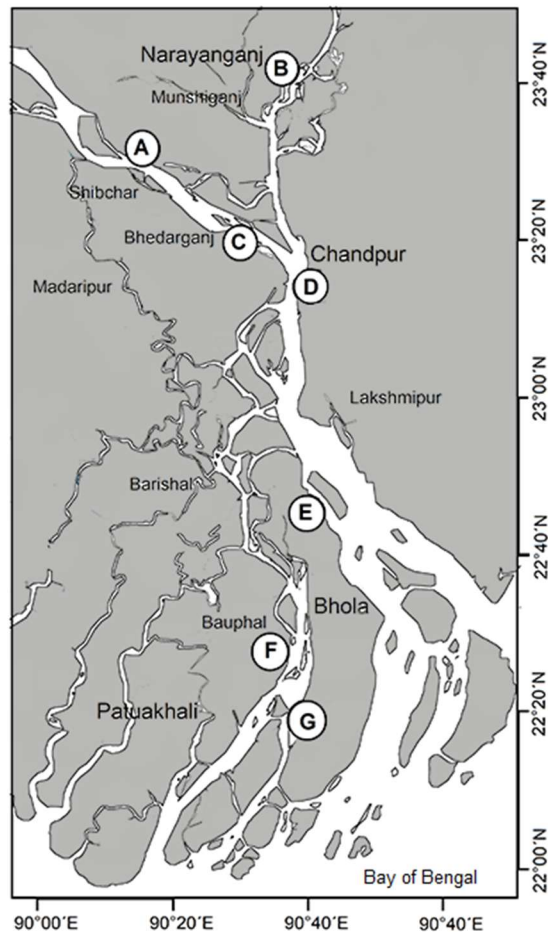 Narayanganj
B
Munshiganj
A
Shibchar
Bhedarganj
C
Chandpur
Madaripur
D
Lakshmipur
Barishal
E
Bhola
Bauphal
F
Patuakhali
G
Bay of Bengal
23°40'N
23°20'N
23°00'N
22°40'N
22°20'N
22°00'N
90°00'E
90°20'E
90°40'E
90°40'E